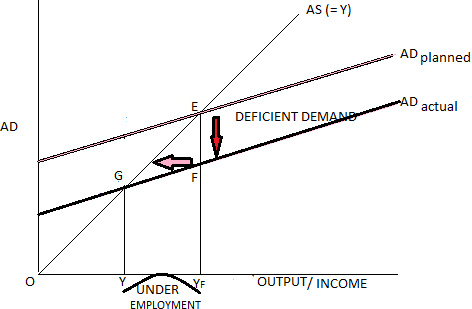 AS (= Y)
AD planned
E
DEFICIENT DEMAND
AD actual
AD
G
F
O
Y
YF
OUTPUT/ INCOME
UNDER
EMPLOYMENT